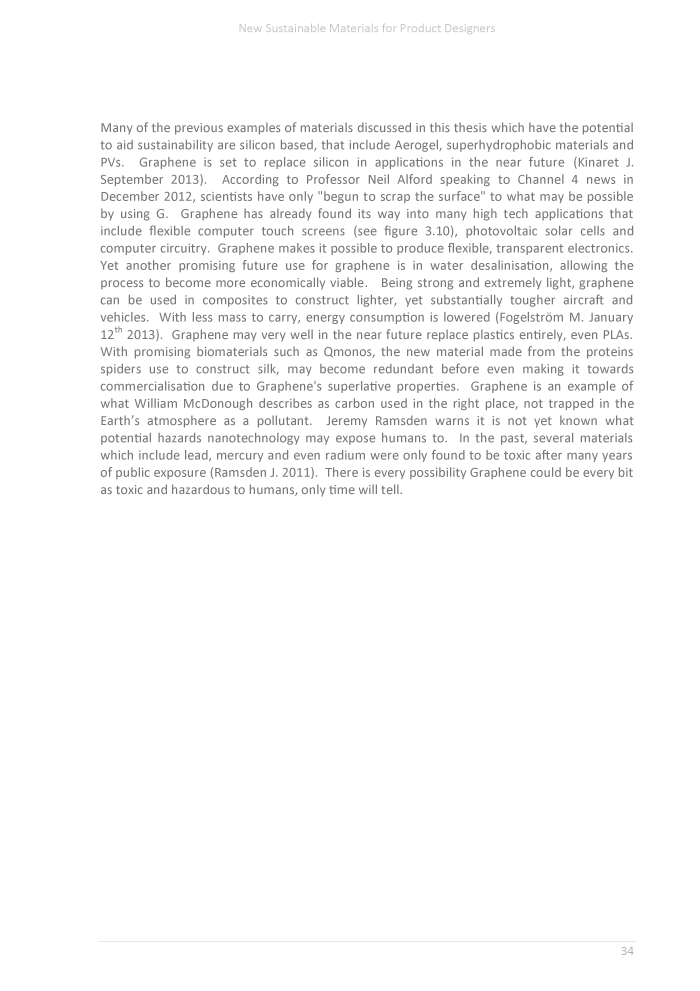 New Sustainable Materials for Product Designers
Many of the previous examples of materials discussed in this thesis which have the potential
to aid sustainability are silicon based, that include Aerogel, superhydrophobic materials and
PVs. Graphene is set to replace silicon in applications in the near future (Kinaret J.
September 2013). According to Professor Neil Alford speaking to Channel 4 news in
December 2012, scientists have only "begun to scrap the surface" to what may be possible
by using G. Graphene has already found its way into many high tech applications that
include flexible computer touch screens (see figure 3.10), photovoltaic solar cells and
computer circuitry. Graphene makes it possible to produce flexible, transparent electronics.
Yet another promising future use for graphene is in water desalinisation, allowing the
process to become more economically viable. Being strong and extremely light, graphene
can be used in composites to construct lighter, yet substantially tougher aircraft and
vehicles. With less mass to carry, energy consumption is lowered (Fogelström M. January
12th 2013). Graphene may very well in the near future replace plastics entirely, even PLAs.
With promising biomaterials such as Qmonos, the new material made from the proteins
spiders use to construct silk, may become redundant before even making it towards
commercialisation due to Graphene's superlative properties. Graphene is an example of
what William McDonough describes as carbon used in the right place, not trapped in the
Earth's atmosphere as a pollutant. Jeremy Ramsden warns it is not yet known what
potential hazards nanotechnology may expose humans to. In the past, several materials
which include lead, mercury and even radium were only found to be toxic after many years
of public exposure (Ramsden J. 2011). There is every possibility Graphene could be every bit
as toxic and hazardous to humans, only time will tell.
34